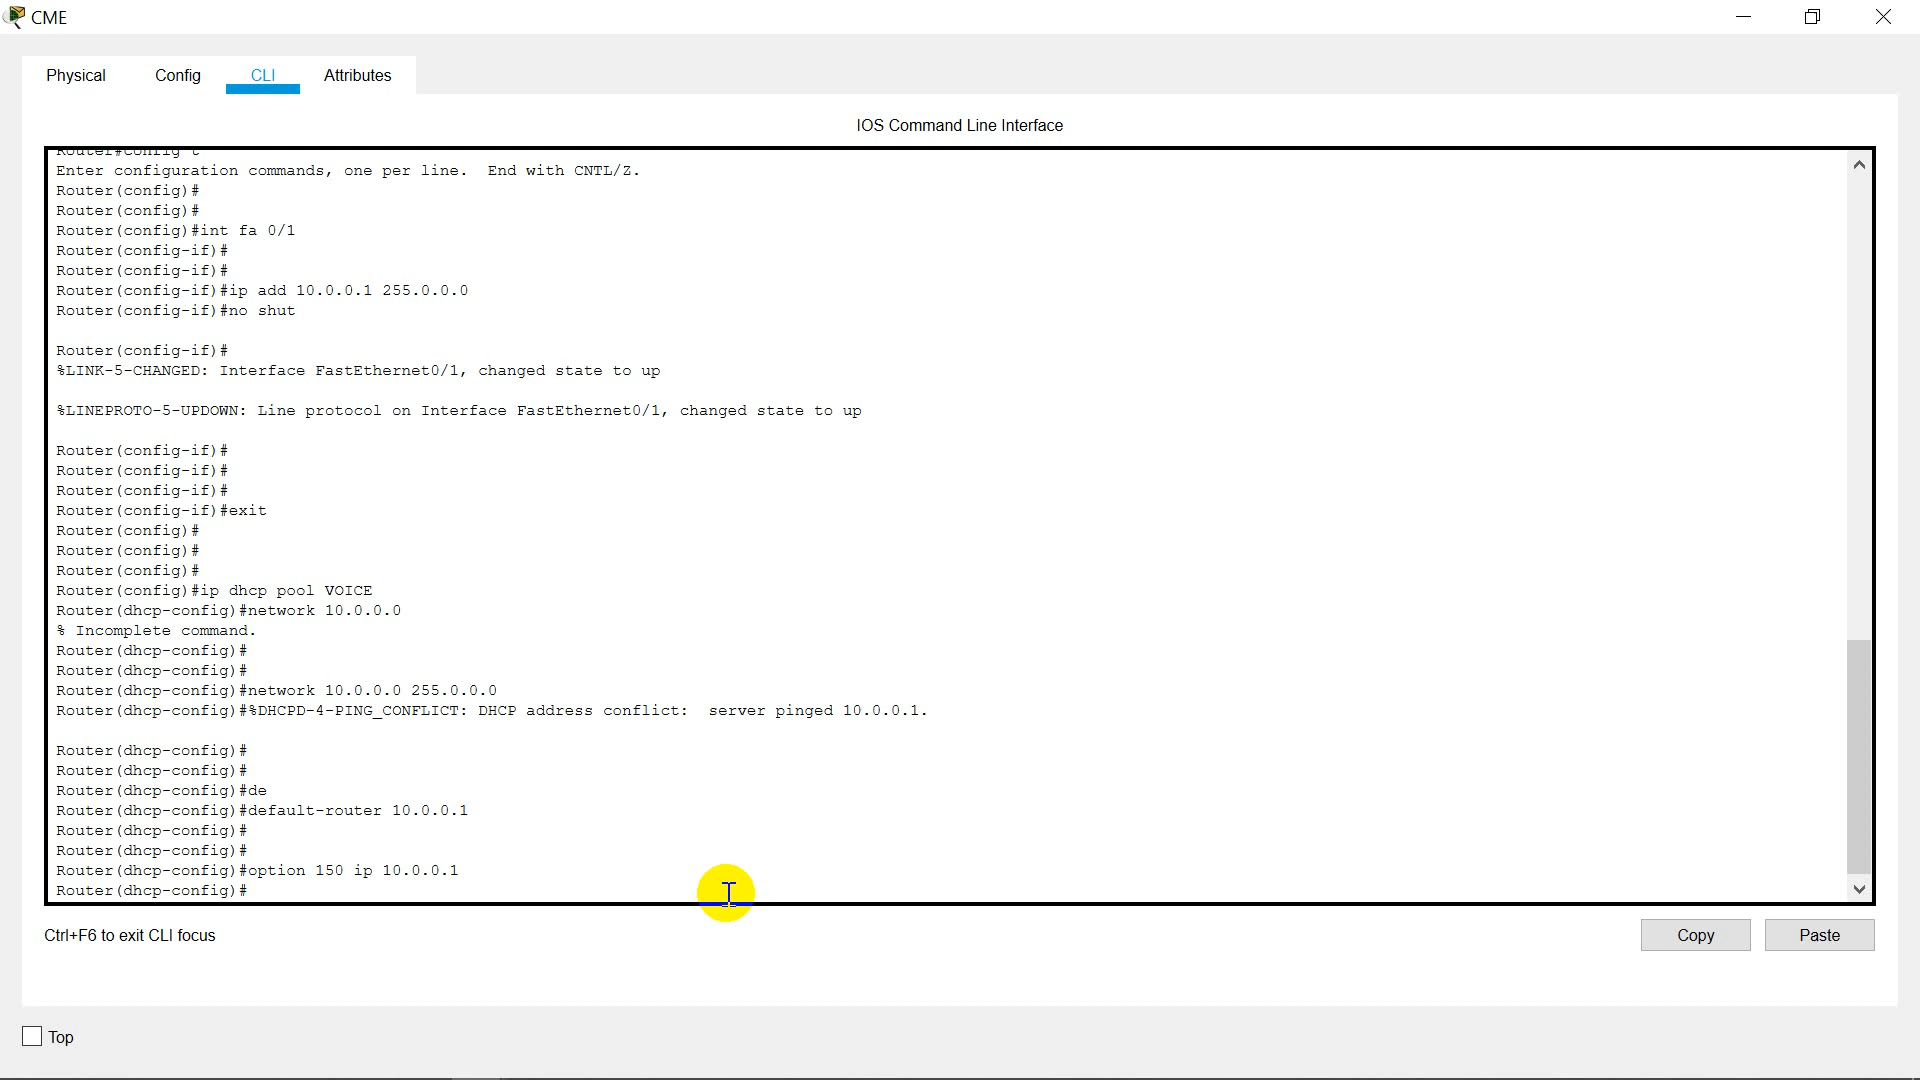 CME
Physical Config CLI Attributes
IOS Command Line Interface
Router#config t
Enter configuration commands, one per line.  End with CNTL/Z.
Router(config)#
Router(config)#
Router(config)#int fa 0/1
Router(config-if)#
Router(config-if)#
Router(config-if)#ip add 10.0.0.1 255.0.0.0
Router(config-if)#no shut
Router(config-if)#
%LINK-5-CHANGED: Interface FastEthernet0/1, changed state to up
%LINEPROTO-5-UPDOWN: Line protocol on Interface FastEthernet0/1, changed state to up
Router(config-if)#
Router(config-if)#
Router(config-if)#
Router(config-if)#exit
Router(config)#
Router(config)#
Router(config)#
Router(config)#ip dhcp pool VOICE
Router(dhcp-config)#network 10.0.0.0
% Incomplete command.
Router(dhcp-config)#
Router(dhcp-config)#
Router(dhcp-config)#network 10.0.0.0 255.0.0.0
Router(dhcp-config)#%DHCPD-4-PING_CONFLICT: DHCP address conflict:  server pinged 10.0.0.1.
Router(dhcp-config)#
Router(dhcp-config)#
Router(dhcp-config)#de
Router(dhcp-config)#default-router 10.0.0.1
Router(dhcp-config)#
Router(dhcp-config)#
Router(dhcp-config)#option 150 ip 10.0.0.1
Router(dhcp-config)#
Ctrl+F6 to exit CLI focus
Copy Paste
Top